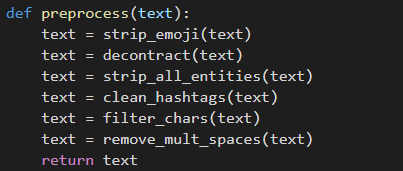 def preprocess(text):
    text = strip_emoji(text)
    text = decontract(text)
    text = strip_all_entities(text)
    text = clean_hashtags(text)
    text = filter_chars(text)
    text = remove_mult_spaces(text)
    return text